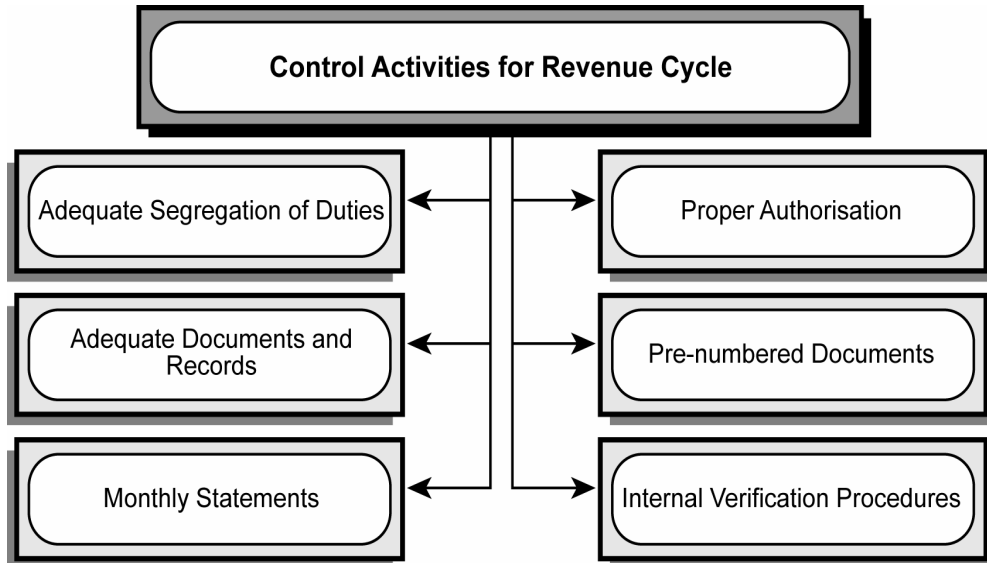 Control Activities for Revenue Cycle
Adequate Segregation of Duties
Proper Authorisation
Adequate Documents and
Records
Pre-numbered Documents
Monthly Statements
Internal Verification Procedures